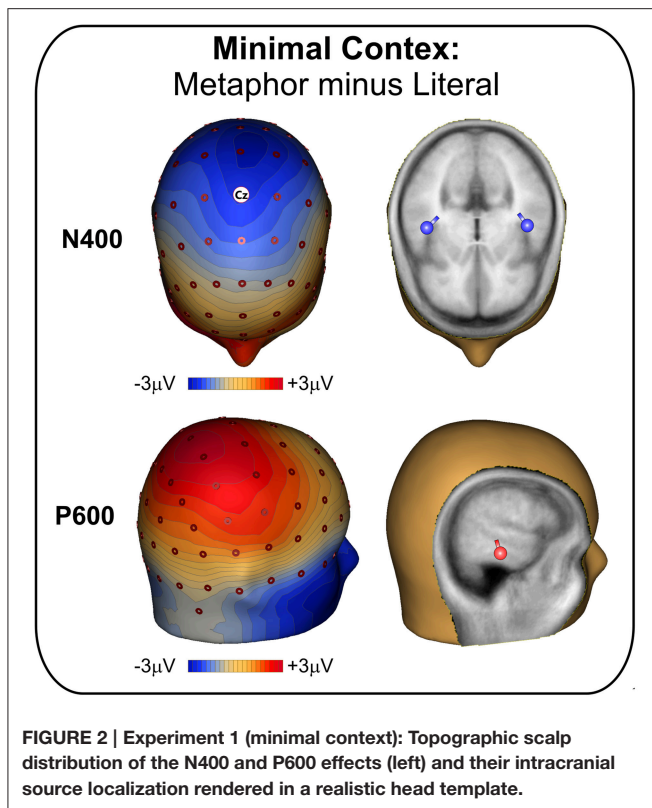 Minimal Contex:
Metaphor minus Literal
Cz
N400
-3μV +3μV
P600
-3μV +3μV
FIGURE 2 | Experiment 1 (minimal context): Topographic scalp
distribution of the N400 and P600 effects (left) and their intracranial
source localization rendered in a realistic head template.